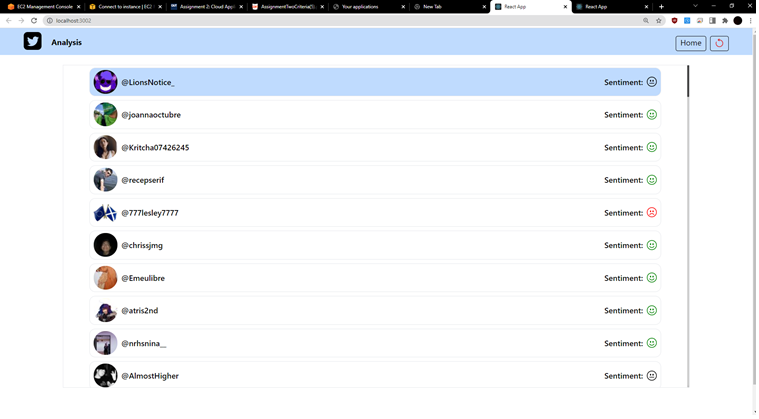 EC2 Management Console
Connect to instance | EC2
Assignment 2: Cloud Appl
AssignmentTwoCriteria(1).
Your applications
New Tab
React App
React App
localhost:3002
Analysis
Home
@LionsNotice_ Sentiment:
@joannaoctubre Sentiment:
@Kritcha07426245 Sentiment:
@recepserif Sentiment:
@777lesley7777 Sentiment:
@chrissjmg Sentiment:
@Emeulibre Sentiment:
@atris2nd Sentiment:
@nrhsnina__ Sentiment:
@AlmostHigher Sentiment: